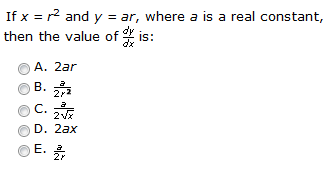 If x = r² and y = ar, where a is a real constant,
then the value of dy/dx is:
A. 2ar
B. a/2r²
C. a/2√x
D. 2ax
E. a/2r